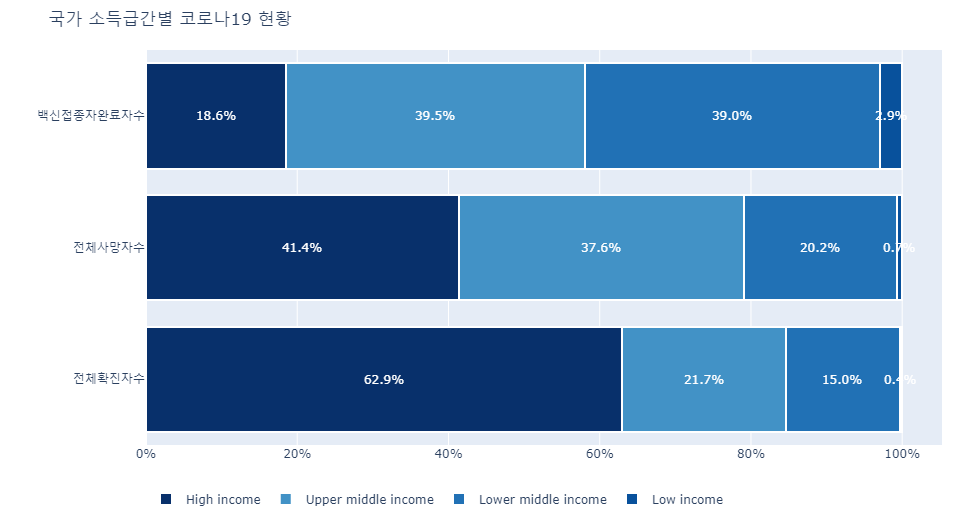 국가 소득급간별 코로나19 현황
백신접종자완료자수
18.6%
39.5%
39.0%
2.9%
전체사망자수
41.4%
37.6%
20.2%
0.7%
전체확진자수
62.9%
21.7%
15.0%
0.4%
0%
20%
40%
60%
80%
100%
High income
Upper middle income
Lower middle income
Low income